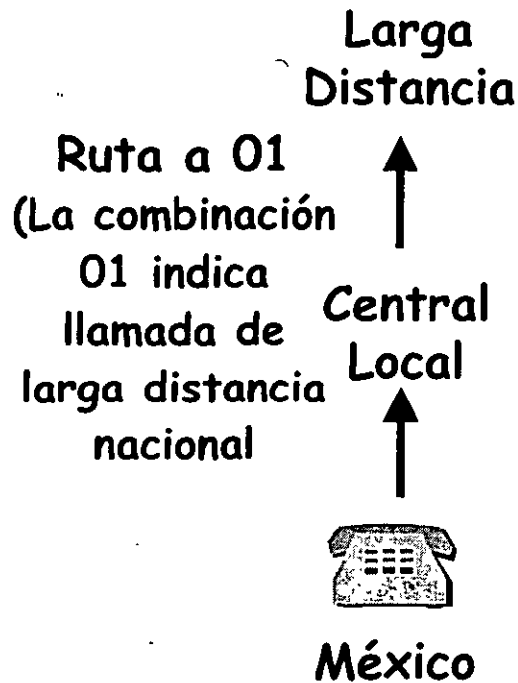 Larga
Distancia
Ruta a 01
(La combinación
01 indica
llamada de
larga distancia
nacional
Central
Local
México